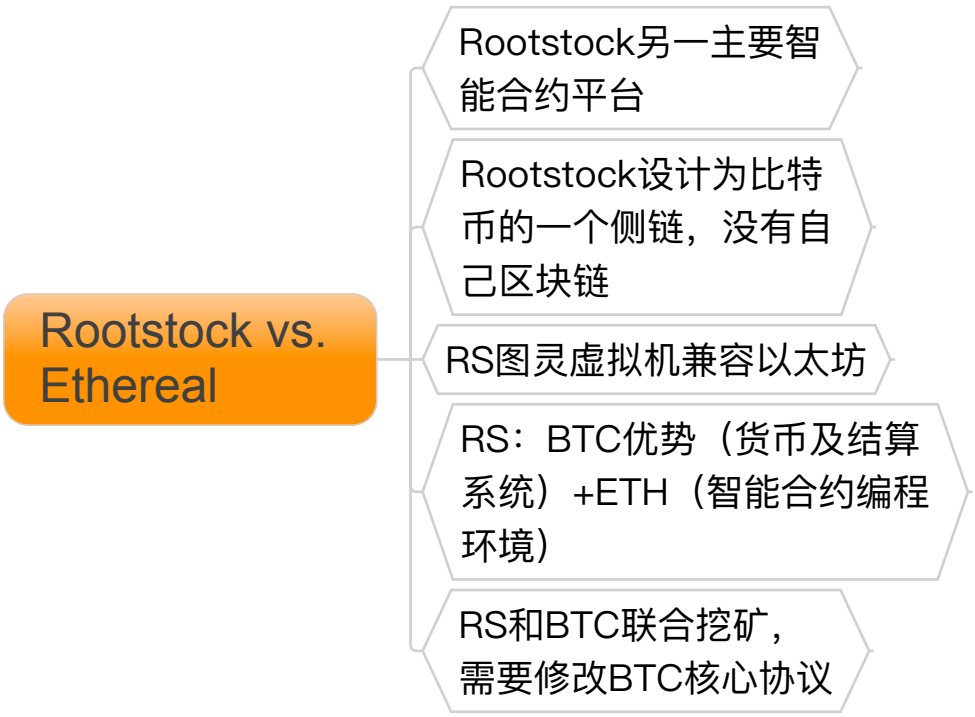 Rootstock vs.
Ethereal
Rootstock另一主要智
能合约平台
Rootstock设计为比特
币的一个侧链，没有自
己区块链
RS图灵虚拟机兼容以太坊
RS：BTC优势（货币及结算
系统）+ETH（智能合约编程
环境）
RS和BTC联合挖矿，
需要修改BTC核心协议